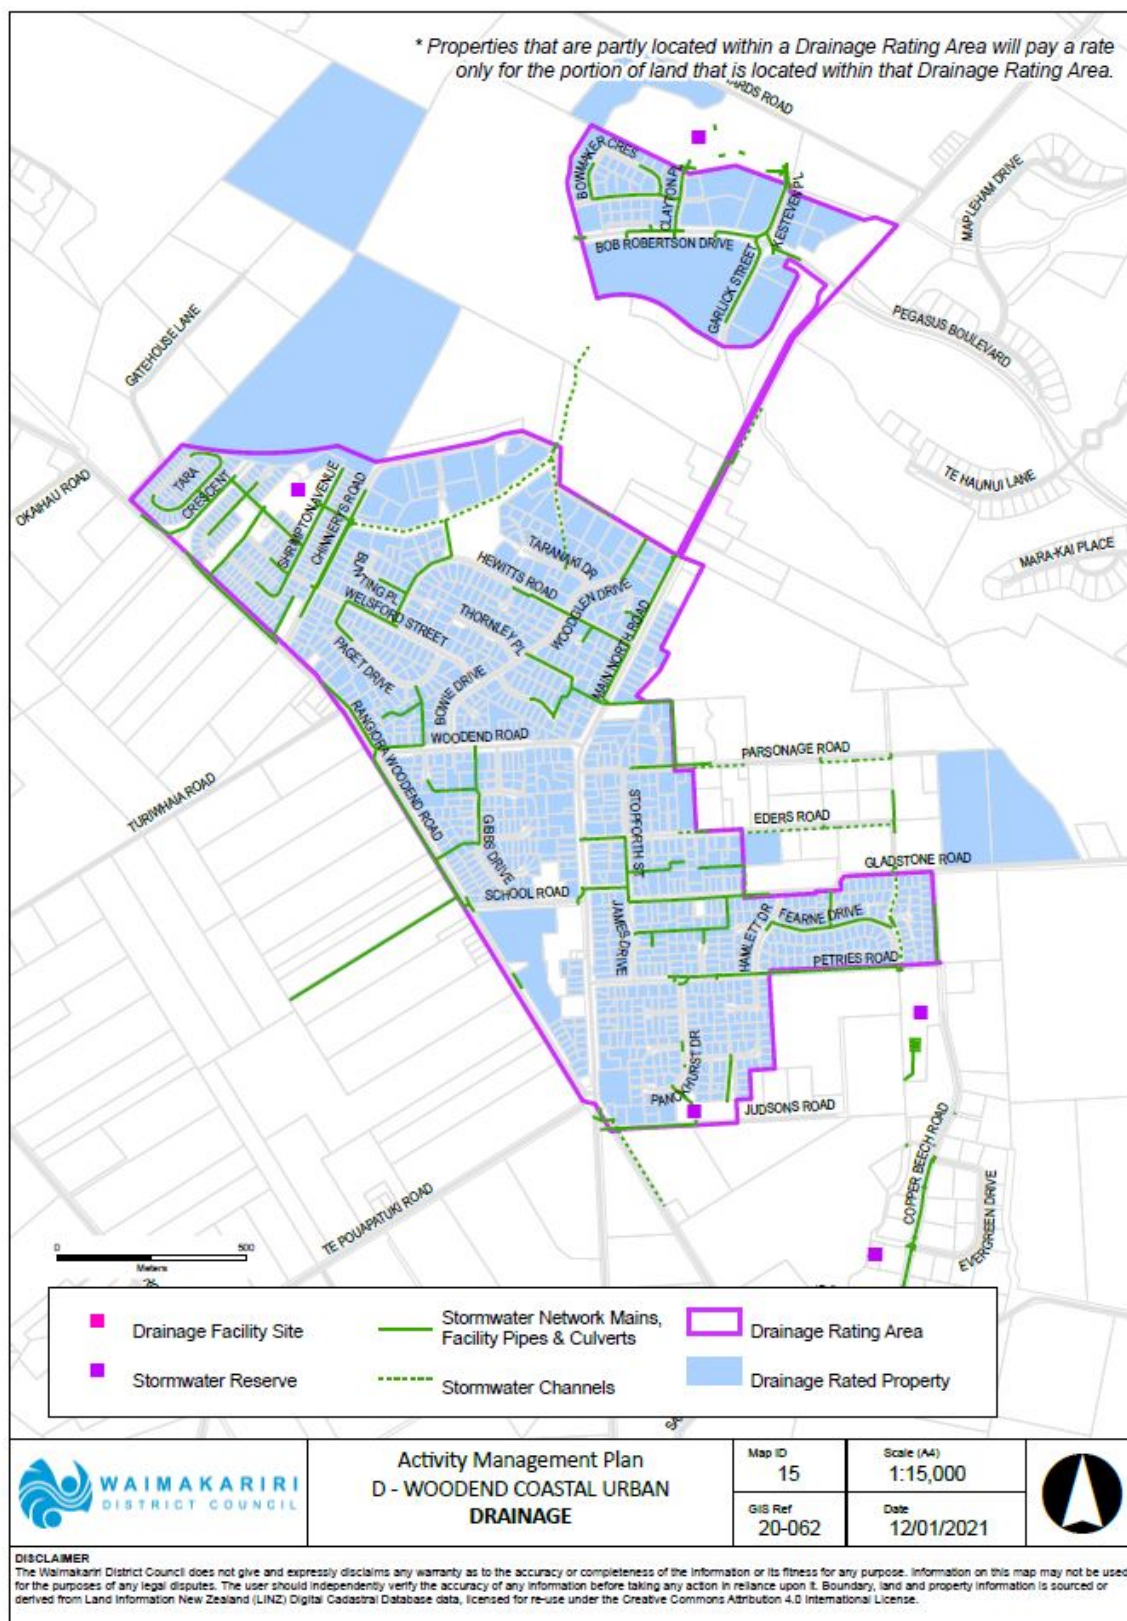 * Properties that are partly located within a Drainage Rating Area will pay a rate
only for the portion of land that is located within that Drainage Rating Area.
ARDS ROAD
BOWMAKER CRES
CLAYTON PL
KESTEVEN PL
MAPLEHAM DRIVE
BOB ROBERTSON DRIVE
GARLICK STREET
PEGASUS BOULEVARD
GATEHOUSE LANE
TE HAUNUI LANE
OKAIHAU ROAD
TARA
CRESCENT
SHRIMPTON AVENUE
CHINNERYS ROAD
MARA-KAI PLACE
TARANAKI DR
HEWITTS ROAD
BUNTING PL
WELSFORD STREET
THORNLEY PL
WOODGLEN DRIVE
MAIN NORTH ROAD
PAGET DRIVE
BOWIE DRIVE
RANGIORA WOODEND ROAD
WOODEND ROAD
PARSONAGE ROAD
TURIWHAIA ROAD
STOPFORTH ST
EDERS ROAD
GIBBS DRIVE
GLADSTONE ROAD
SCHOOL ROAD
JAMES DRIVE
HAMLETT DR
FEARNE DRIVE
PETRIES ROAD
PANCKHURST DR
JUDSONS ROAD
COPPER BEECH ROAD
EVERGREEN DRIVE
TE POUAPATUKI ROAD
0 500
Meters
Drainage Facility Site
Stormwater Reserve
Stormwater Network Mains,
Facility Pipes & Culverts
Stormwater Channels
Drainage Rating Area
Drainage Rated Property
WAIMAKARIRI
DISTRICT COUNCIL
Activity Management Plan
D - WOODEND COASTAL URBAN
DRAINAGE
Map ID
15
Scale (A4)
1:15,000
GIS Ref
20-062
Date
12/01/2021
DISCLAIMER
The Waimakariri District Council does not give and expressly disclaims any warranty as to the accuracy or completeness of the information or its fitness for any purpose. Information on this map may not be used
for the purposes of any legal disputes. The user should independently verify the accuracy of any information before taking any action in reliance upon it. Boundary, land and property information is sourced or
derived from Land Information New Zealand (LINZ) Digital Cadastral Database data, licensed for re-use under the Creative Commons Attribution 4.0 International License.